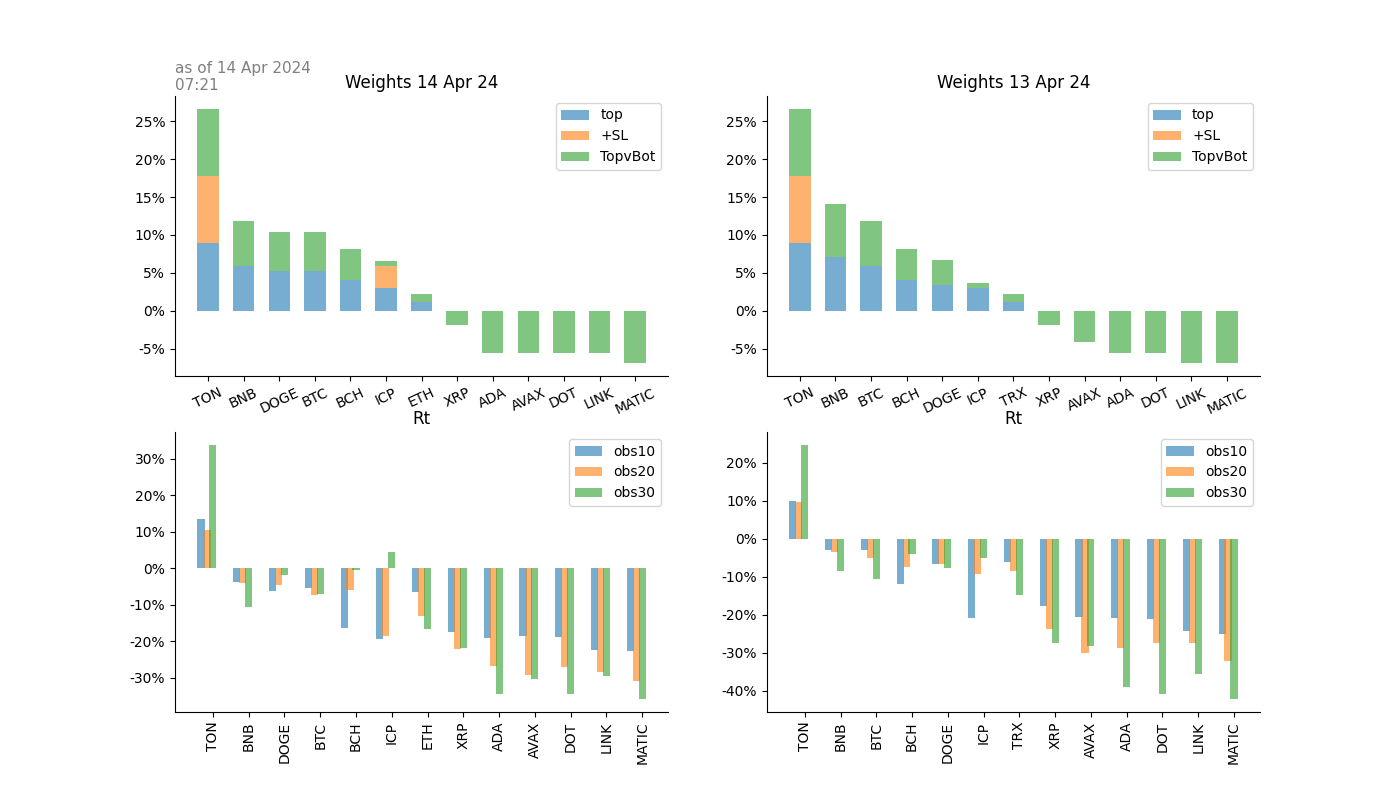 as of 14 Apr 2024
07:21
Weights 14 Apr 24
25%
20%
15%
10%
5%
0%
-5%
top
+SL
TopvBot
TON BNB DOGE BTC BCH ICP ETH XRP ADA AVAX DOT LINK MATIC
Weights 13 Apr 24
25%
20%
15%
10%
5%
0%
-5%
top
+SL
TopvBot
TON BNB BTC BCH DOGE ICP TRX XRP AVAX ADA DOT LINK MATIC
Rt
30%
20%
10%
0%
-10%
-20%
-30%
obs10
obs20
obs30
TON BNB DOGE BTC BCH ICP ETH XRP ADA AVAX DOT LINK MATIC
Rt
20%
10%
0%
-10%
-20%
-30%
-40%
obs10
obs20
obs30
TON BNB BTC BCH DOGE ICP TRX XRP AVAX ADA DOT LINK MATIC